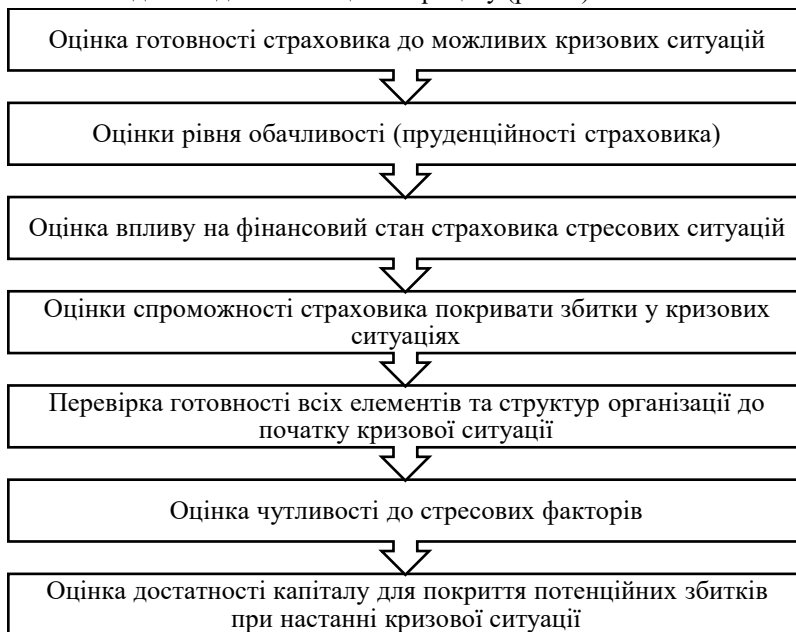 Оцінка готовності страховика до можливих кризових ситуацій
Оцінки рівня обачливості (пруденційності страховика)
Оцінка впливу на фінансовий стан страховика стресових ситуацій
Оцінки спроможності страховика покривати збитки у кризових
ситуаціях
Перевірка готовності всіх елементів та структур організації до
початку кризової ситуації
Оцінка чутливості до стресових факторів
Оцінка достатності капіталу для покриття потенційних збитків
при настанні кризової ситуації